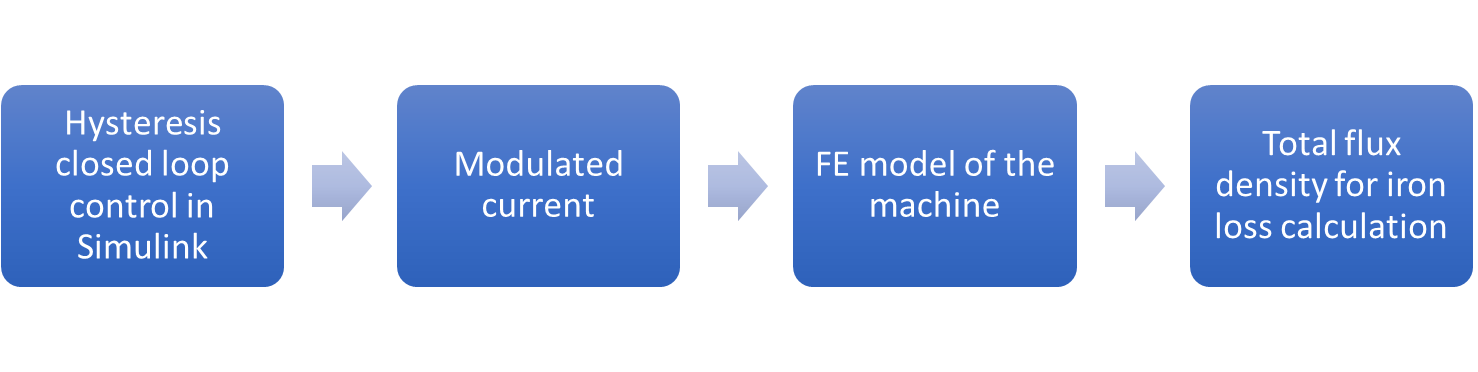 Hysteresis
closed loop
control in
Simulink
Modulated
current
FE model of the
machine
Total flux
density for iron
loss calculation